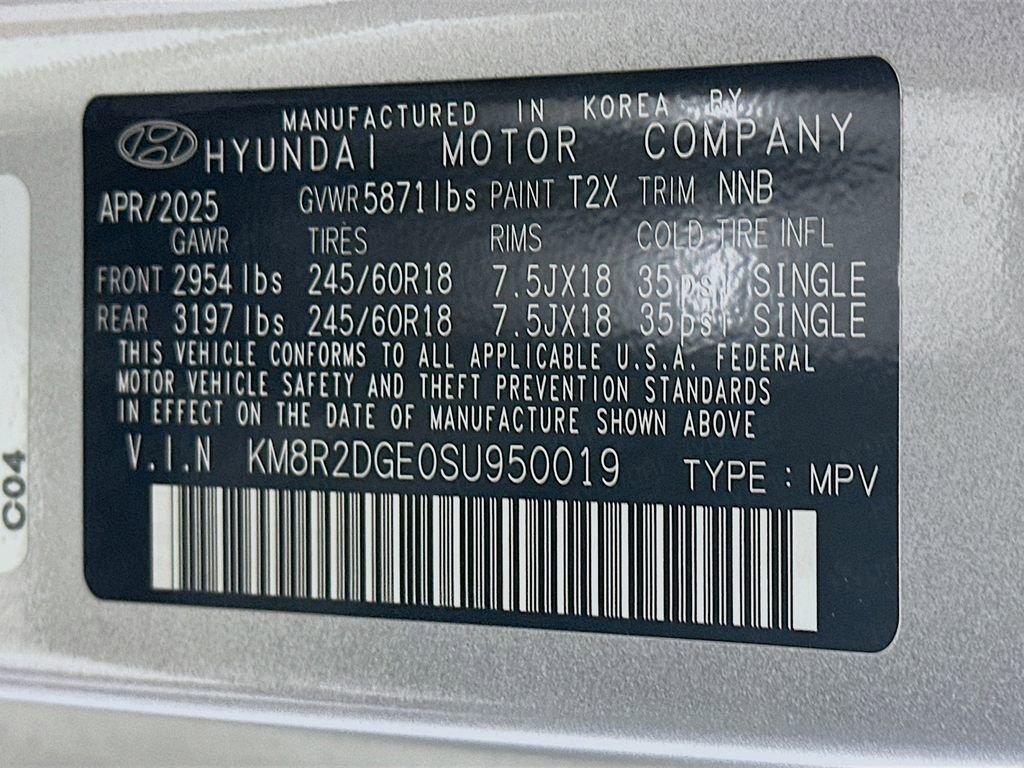 MANUFACTURED IN KOREA BY
HYUNDAI MOTOR COMPANY
APR/2025 GVWR 5871lbs PAINT T2X TRIM NNB
GAWR TIRES RIMS COLD TIRE INFL
FRONT 2954 lbs 245/60R18 7.5JX18 35psi SINGLE
REAR 3197 lbs 245/60R18 7.5JX18 35psi SINGLE
THIS VEHICLE CONFORMS TO ALL APPLICABLE U.S.A. FEDERAL
MOTOR VEHICLE SAFETY AND THEFT PREVENTION STANDARDS
IN EFFECT ON THE DATE OF MANUFACTURE SHOWN ABOVE
V.I.N KM8R2DGE0SU950019 TYPE : MPV
C04